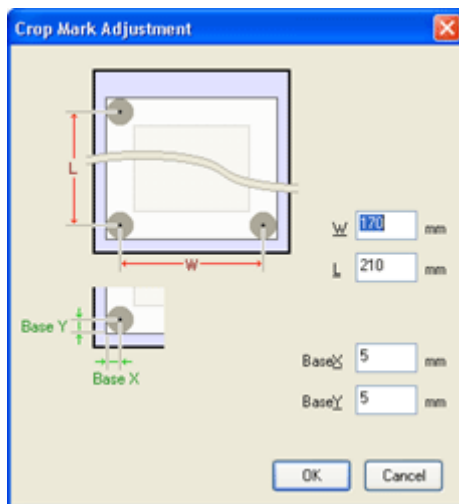 Crop Mark Adjustment
L
W
W 170 mm
L 210 mm
Base Y
Base X
BaseX 5 mm
BaseY 5 mm
OK Cancel